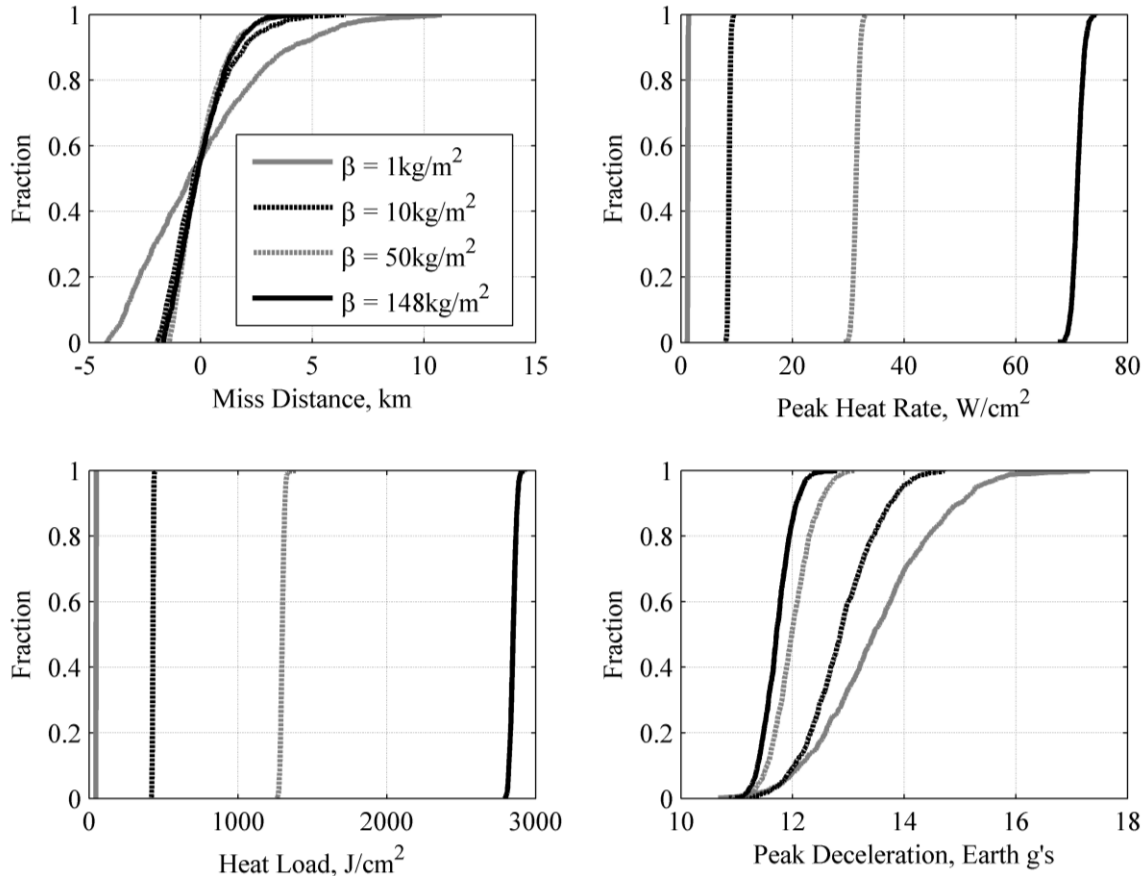 1
0.8
0.6
0.4
0.2
0
Fraction
-5 0 5 10 15
Miss Distance, km
β = 1kg/m²
β = 10kg/m²
β = 50kg/m²
β = 148kg/m²
1
0.8
0.6
0.4
0.2
0
Fraction
0 20 40 60 80
Peak Heat Rate, W/cm²
1
0.8
0.6
0.4
0.2
0
Fraction
0 1000 2000 3000
Heat Load, J/cm²
1
0.8
0.6
0.4
0.2
0
Fraction
10 12 14 16 18
Peak Deceleration, Earth g's